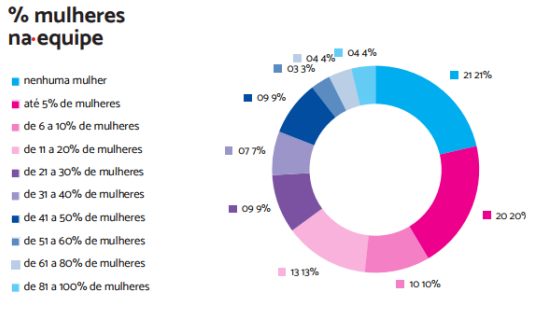 % mulheres
na equipe
nenhuma mulher
até 5% de mulheres
de 6 a 10% de mulheres
de 11 a 20% de mulheres
de 21 a 30% de mulheres
de 31 a 40% de mulheres
de 41 a 50% de mulheres
de 51 a 60% de mulheres
de 61 a 80% de mulheres
de 81 a 100% de mulheres
04 4%
04 4%
03 3%
21 21%
09 9%
07 7%
09 9%
20 20%
13 13%
10 10%